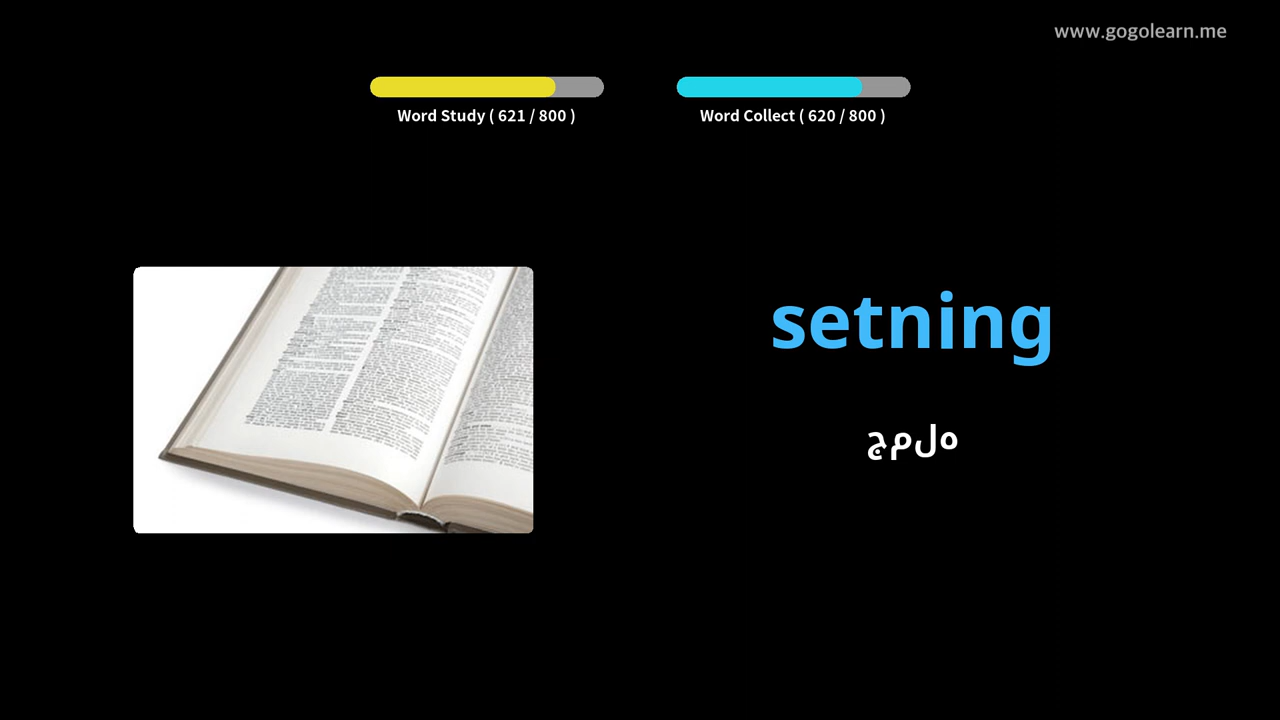 www.gogolearn.me
Word Study ( 621 / 800 )
Word Collect ( 620 / 800 )
setning
جمله